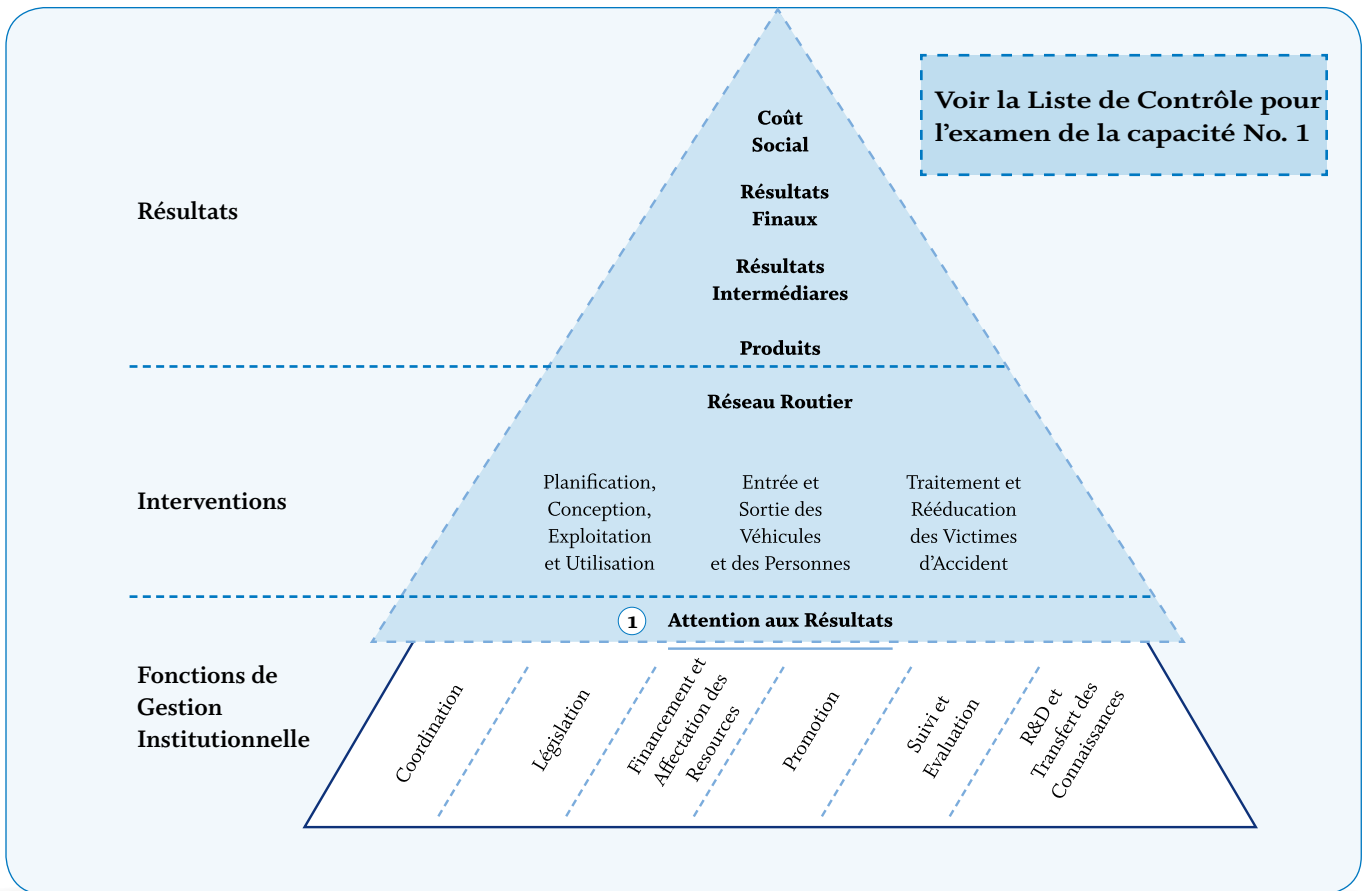 Voir la Liste de Contrôle pour
l'examen de la capacité No. 1
Résultats
Coût
Social
Résultats
Finaux
Résultats
Intermédiares
Produits
Interventions
Réseau Routier
Planification,
Conception,
Exploitation
et Utilisation
Entrée et
Sortie des
Véhicules
et des Personnes
Traitement et
Rééducation
des Victimes
d'Accident
Fonctions de
Gestion
Institutionnelle
1 Attention aux Résultats
Coordination
Législation
Financement et
Affectation des
Resources
Promotion
Suivi et
Evaluation
R&D et
Transfert des
Connaissances